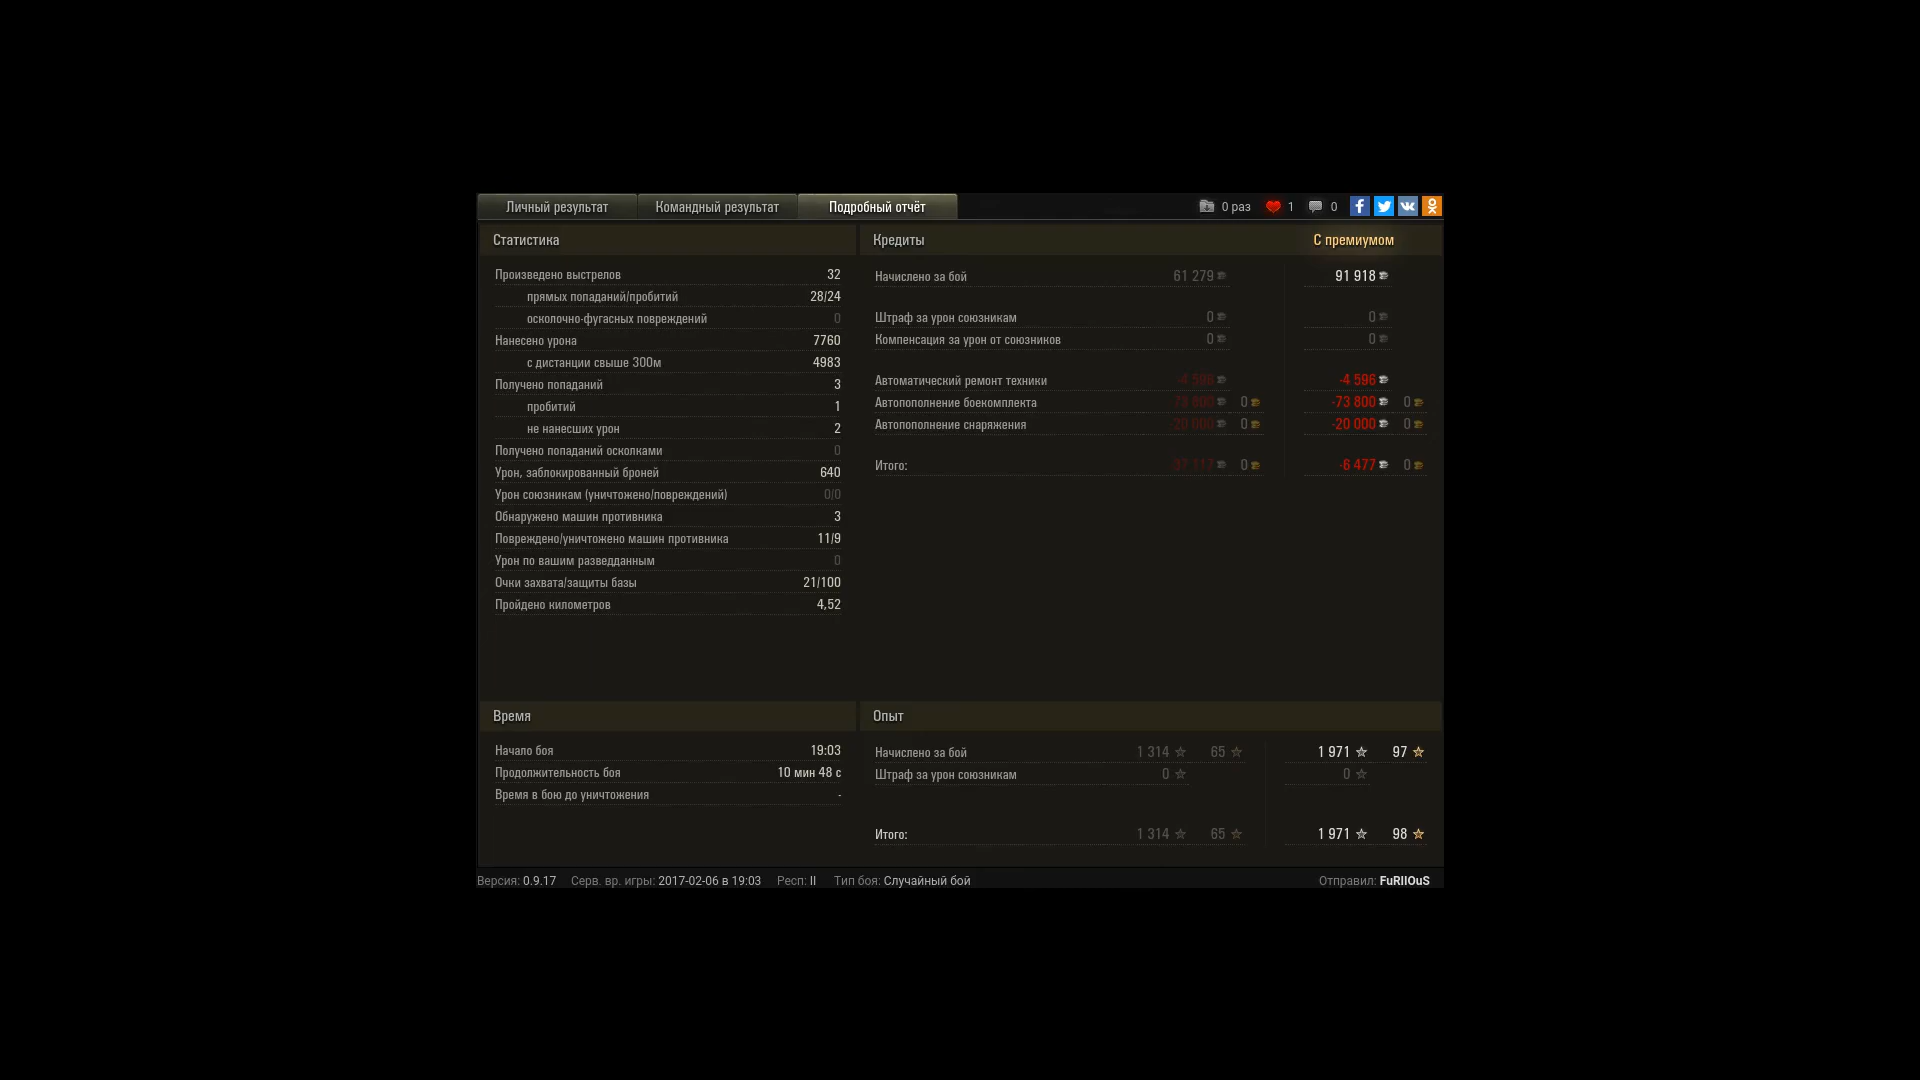 Личный результат Командный результат Подробный отчёт 0 раз 1 0
Статистика
Произведено выстрелов 32
прямых попаданий/пробитий 28/24
осколочно-фугасных повреждений 0
Нанесено урона 7760
с дистанции свыше 300м 4983
Получено попаданий 3
пробитий 1
не нанесших урон 2
Получено попаданий осколками 0
Урон, заблокированный броней 640
Урон союзникам (уничтожено/повреждений) 0/0
Обнаружено машин противника 3
Повреждено/уничтожено машин противника 11/9
Урон по вашим разведданным 0
Очки захвата/защиты базы 21/100
Пройдено километров 4,52
Кредиты С премиумом
Начислено за бой 61 279 91 918
Штраф за урон союзникам 0 0
Компенсация за урон от союзников 0 0
Автоматический ремонт техники -4 596 -4 596
Автопополнение боекомплекта -73 800 0 -73 800 0
Автопополнение снаряжения -20 000 0 -20 000 0
Итого: -37 117 0 -6 477 0
Время
Начало боя 19:03
Продолжительность боя 10 мин 48 с
Время в бою до уничтожения -
Опыт
Начислено за бой 1 314 65 1 971 97
Штраф за урон союзникам 0 0
Итого: 1 314 65 1 971 98
Версия: 0.9.17 Серв. вр. игры: 2017-02-06 в 19:03 Респ: II Тип боя: Случайный бой Отправил: FuRIIOuS